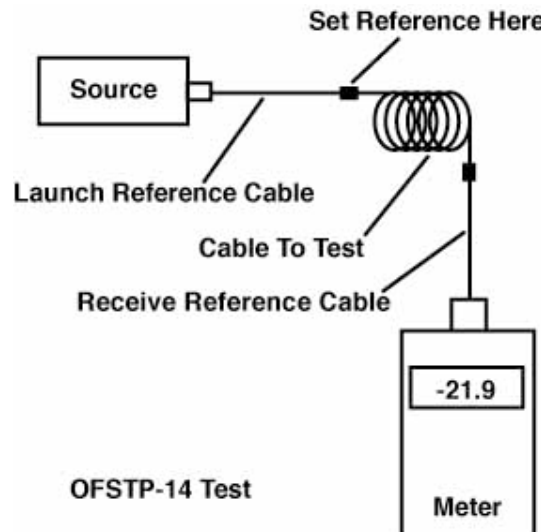 Set Reference Here
Source
Launch Reference Cable
Cable To Test
Receive Reference Cable
-21.9
OFSTP-14 Test
Meter